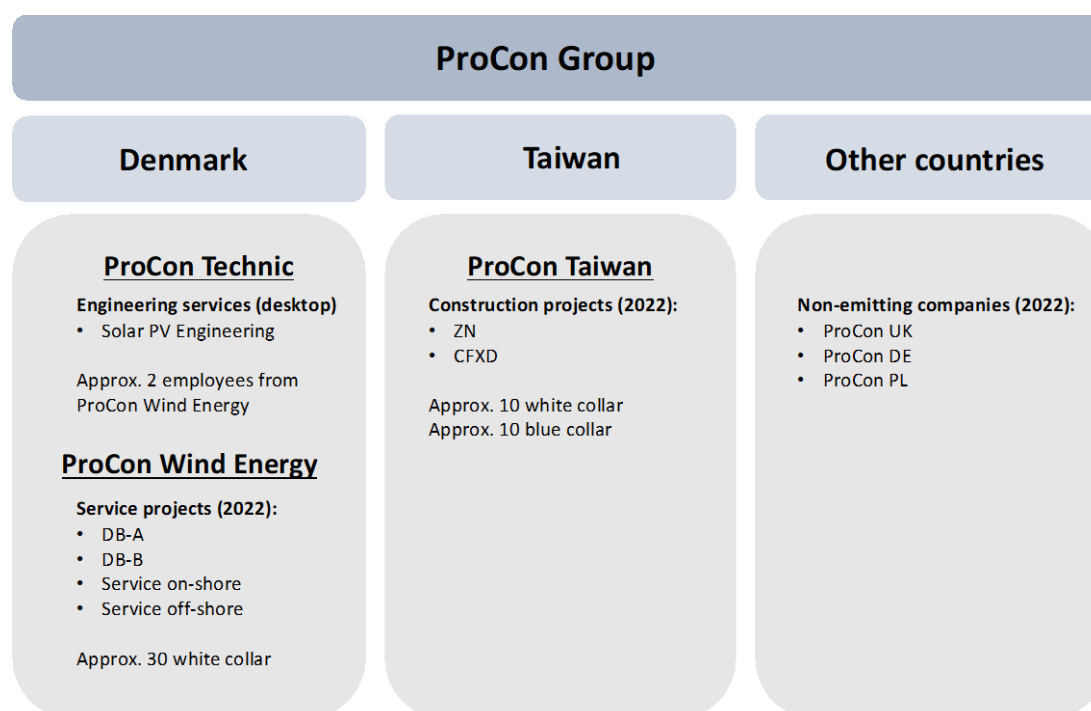 ProCon Group
Denmark
Taiwan
Other countries
ProCon Technic
Engineering services (desktop)
• Solar PV Engineering
Approx. 2 employees from
ProCon Wind Energy
ProCon Wind Energy
Service projects (2022):
• DB-A
• DB-B
• Service on-shore
• Service off-shore
Approx. 30 white collar
ProCon Taiwan
Construction projects (2022):
• ZN
• CFXD
Approx. 10 white collar
Approx. 10 blue collar
Non-emitting companies (2022):
• ProCon UK
• ProCon DE
• ProCon PL